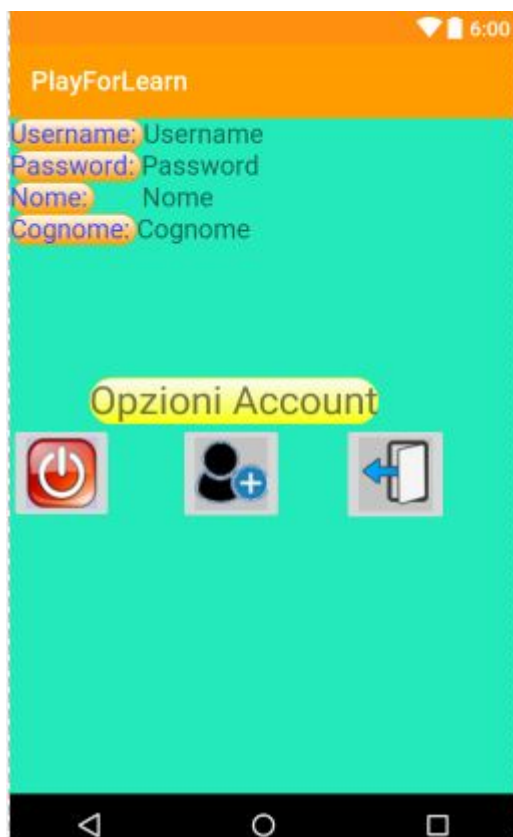 6:00
PlayForLearn
Username: Username
Password: Password
Nome: Nome
Cognome: Cognome
Opzioni Account